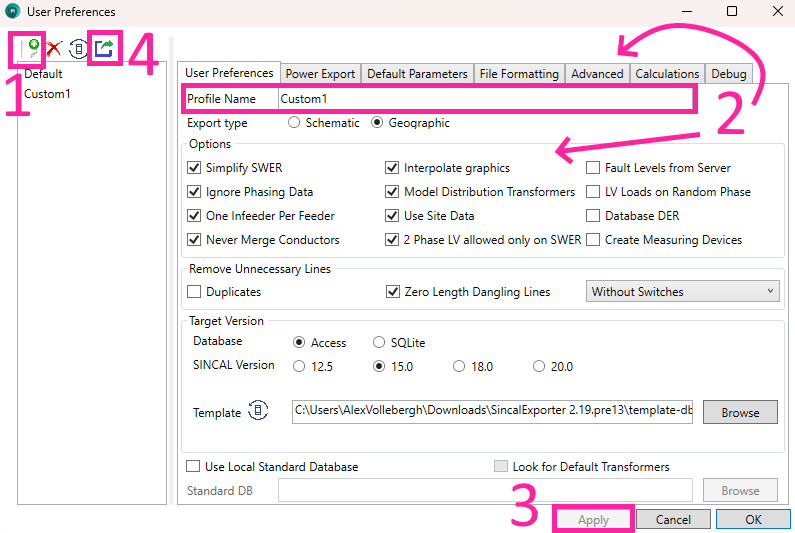 User Preferences
1
4
Default
Custom1
User Preferences Power Export Default Parameters File Formatting Advanced Calculations Debug
Profile Name Custom1
2
Export type Schematic Geographic
Options
Simplify SWER Interpolate graphics Fault Levels from Server
Ignore Phasing Data Model Distribution Transformers LV Loads on Random Phase
One Infeeder Per Feeder Use Site Data Database DER
Never Merge Conductors 2 Phase LV allowed only on SWER Create Measuring Devices
Remove Unnecessary Lines
Duplicates Zero Length Dangling Lines Without Switches
Target Version
Database Access SQLite
SINCAL Version 12.5 15.0 18.0 20.0
Template C:\Users\AlexVollebergh\Downloads\SincalExporter 2.19.pre13\template-db Browse
Use Local Standard Database Look for Default Transformers
Standard DB Browse
3
Apply Cancel OK